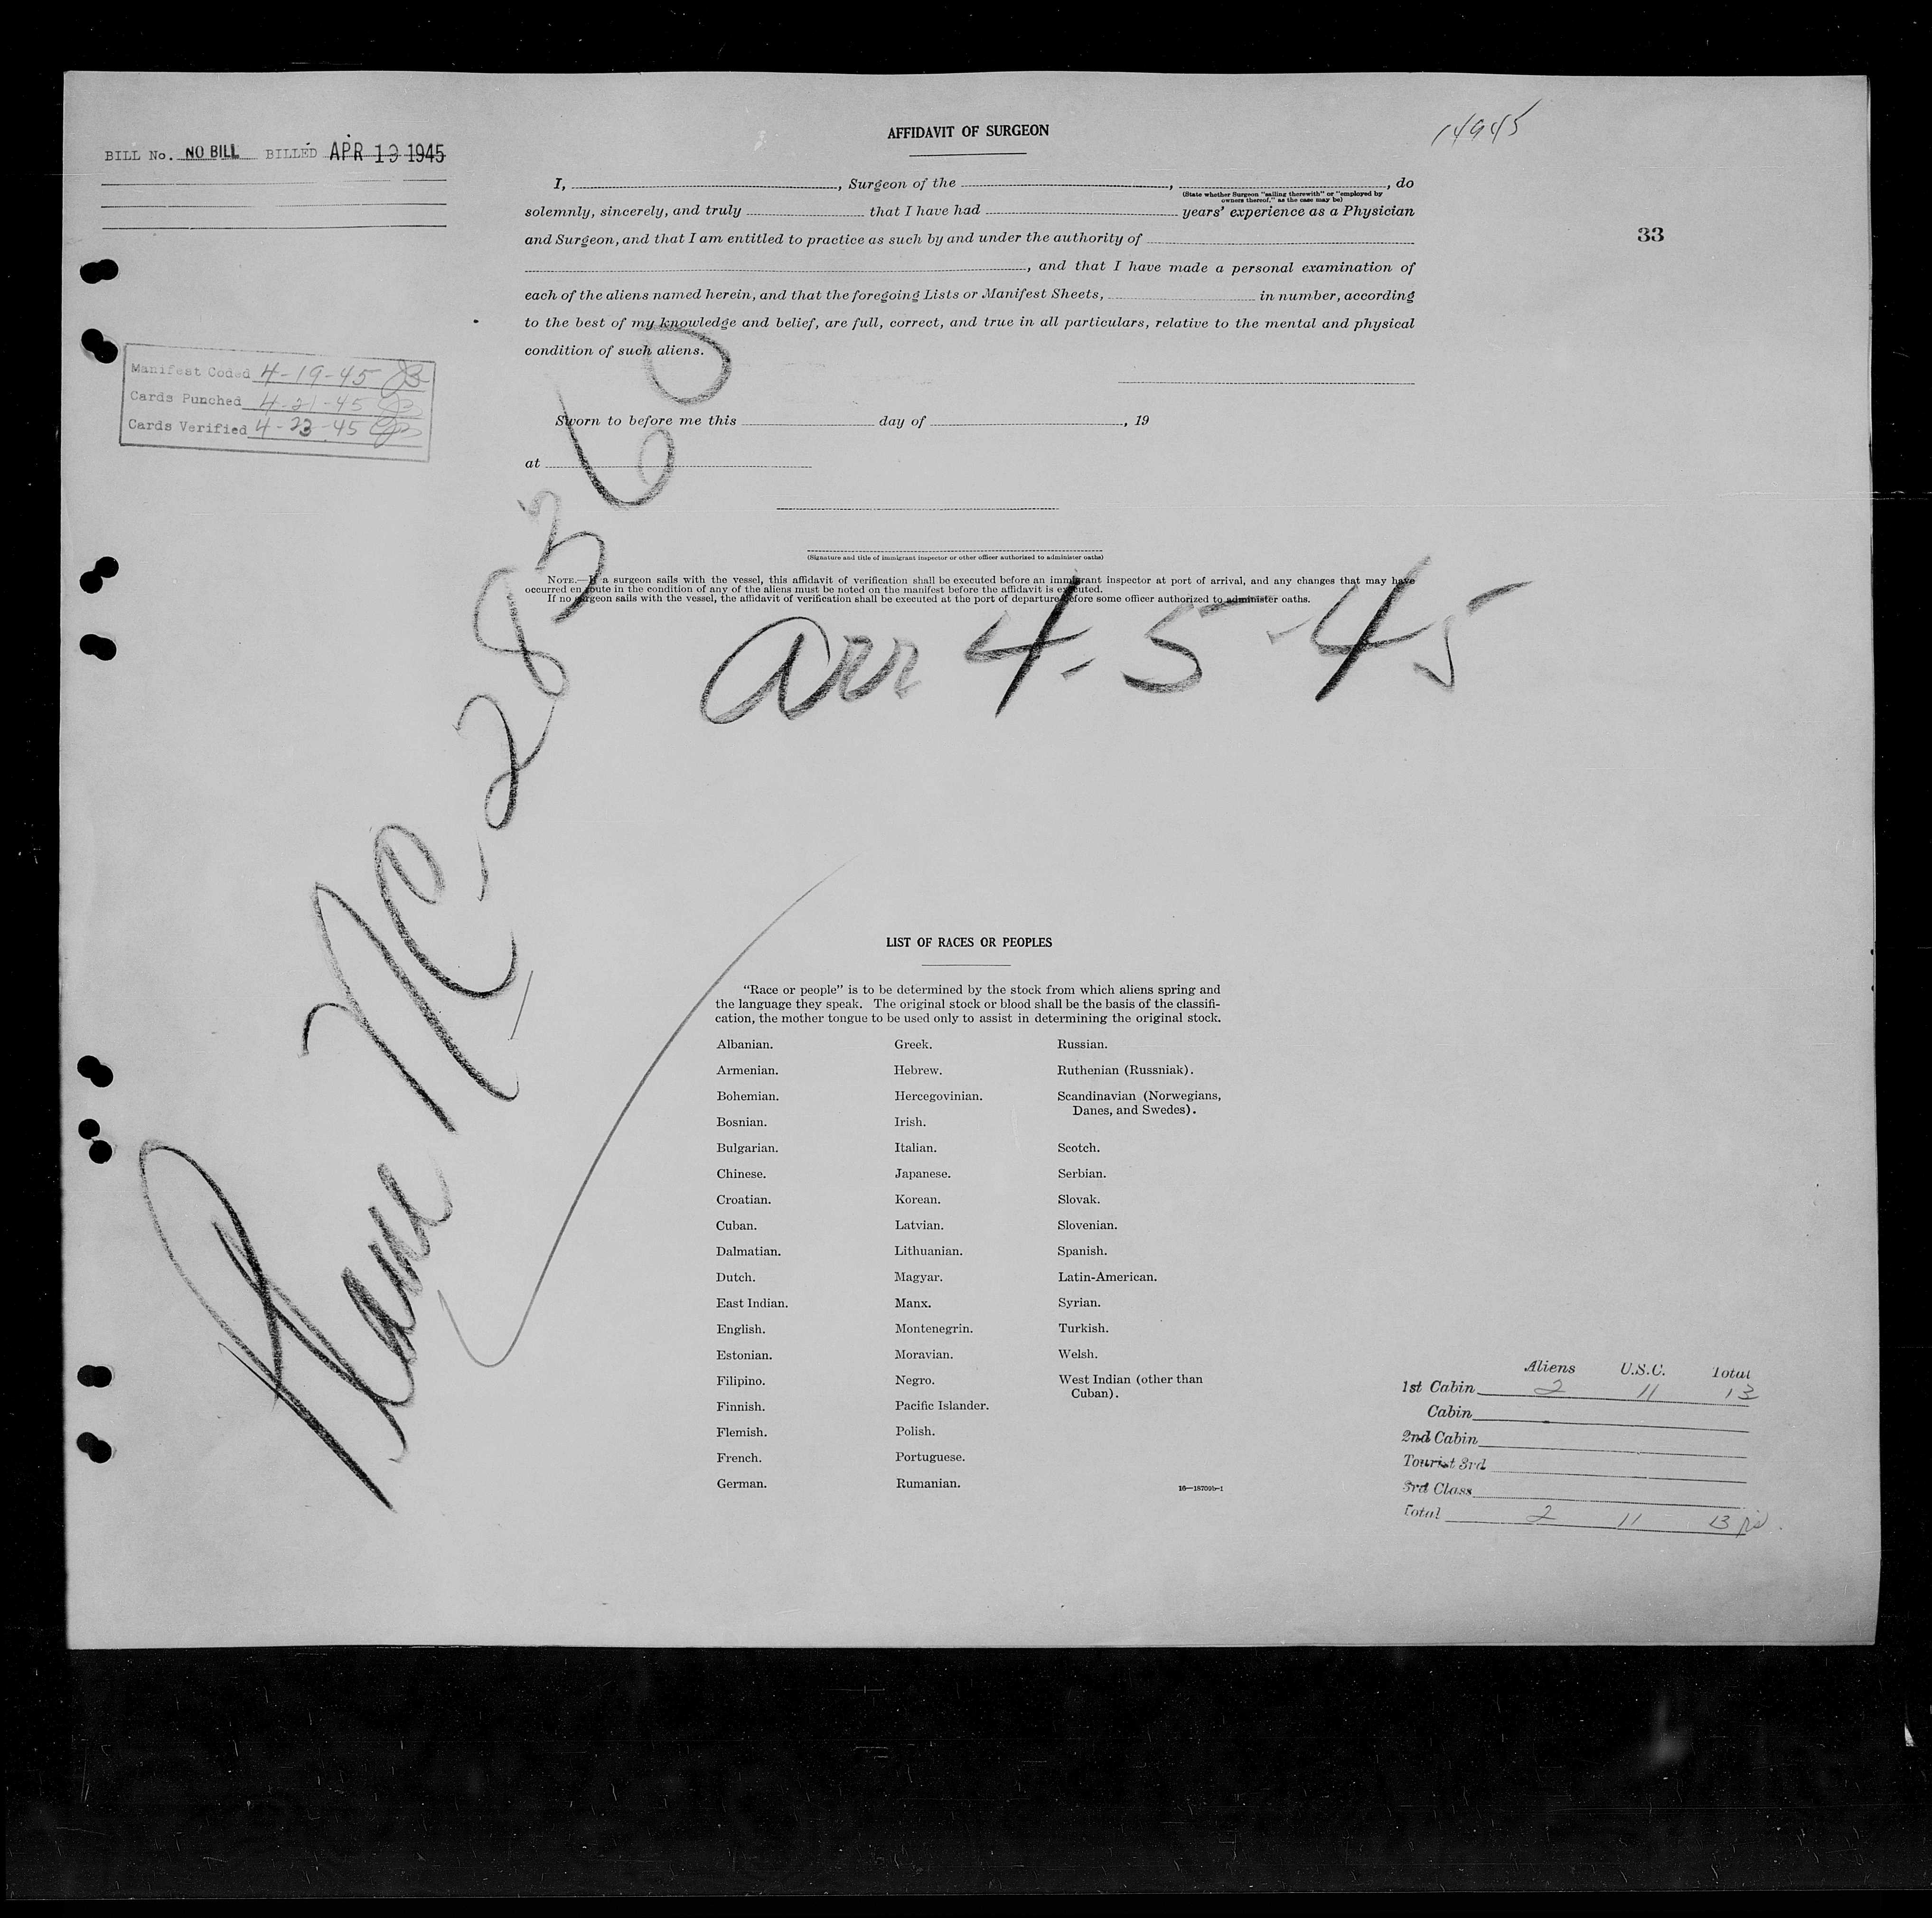 AFFIDAVIT OF SURGEON
14945
BILL No. NO BILL BILLED APR 13 1945
33
I, , Surgeon of the , , do
(State whether Surgeon "sailing therewith" or "employed by
owners thereof," as the case may be)
solemnly, sincerely, and truly that I have had years' experience as a Physician
and Surgeon, and that I am entitled to practice as such by and under the authority of
, and that I have made a personal examination of
each of the aliens named herein, and that the foregoing Lists or Manifest Sheets, in number, according
to the best of my knowledge and belief, are full, correct, and true in all particulars, relative to the mental and physical
condition of such aliens.
Manifest Coded 4-19-45
Cards Punched 4-21-45
Cards Verified 4-23-45
Sworn to before me this day of , 19
at
(Signature and title of immigrant inspector or other officer authorized to administer oaths)
NOTE.—If a surgeon sails with the vessel, this affidavit of verification shall be executed before an immigrant inspector at port of arrival, and any changes that may have
occurred en route in the condition of any of the aliens must be noted on the manifest before the affidavit is executed.
If no surgeon sails with the vessel, the affidavit of verification shall be executed at the port of departure before some officer authorized to administer oaths.
arr 4-5-45
Plane NC-28360
LIST OF RACES OR PEOPLES
"Race or people" is to be determined by the stock from which aliens spring and
the language they speak. The original stock or blood shall be the basis of the classifi-
cation, the mother tongue to be used only to assist in determining the original stock.
Albanian.
Armenian.
Bohemian.
Bosnian.
Bulgarian.
Chinese.
Croatian.
Cuban.
Dalmatian.
Dutch.
East Indian.
English.
Estonian.
Filipino.
Finnish.
Flemish.
French.
German.
Greek.
Hebrew.
Hercegovinian.
Irish.
Italian.
Japanese.
Korean.
Latvian.
Lithuanian.
Magyar.
Manx.
Montenegrin.
Moravian.
Negro.
Pacific Islander.
Polish.
Portuguese.
Rumanian.
Russian.
Ruthenian (Russniak).
Scandinavian (Norwegians,
Danes, and Swedes).
Scotch.
Serbian.
Slovak.
Slovenian.
Spanish.
Latin-American.
Syrian.
Turkish.
Welsh.
West Indian (other than
Cuban).
16—18709b-1
Aliens U.S.C. Total
1st Cabin 2 11 13
Cabin
2nd Cabin
Tourist 3rd
3rd Class
Total 2 11 13